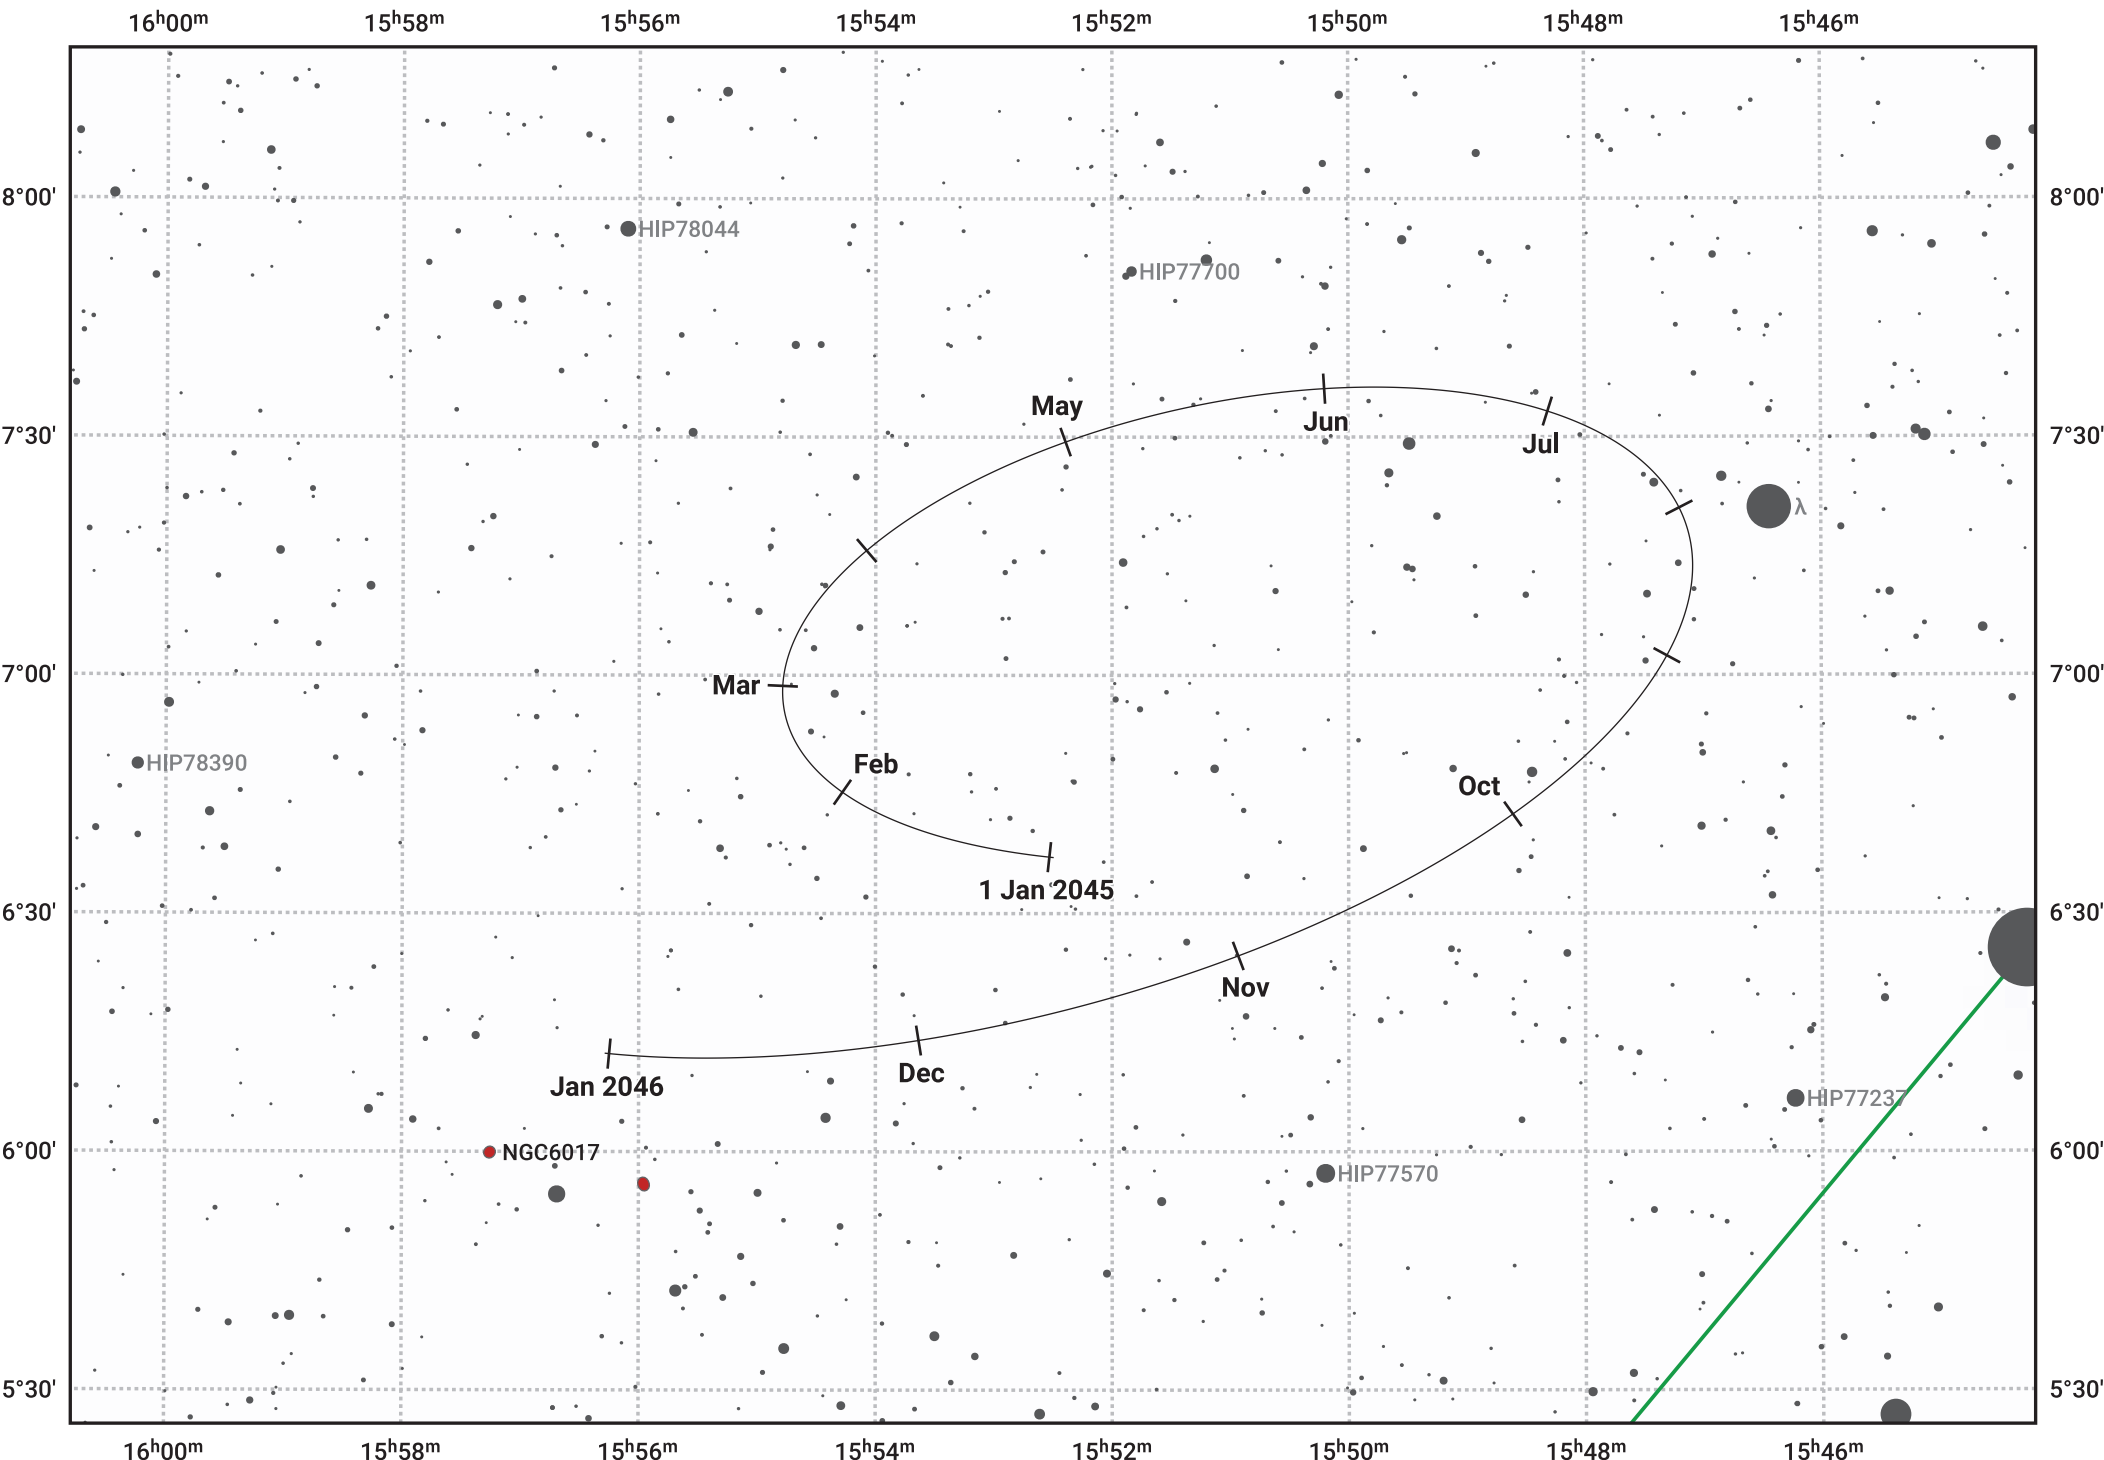 16ʰ00ᵐ 15ʰ58ᵐ 15ʰ56ᵐ 15ʰ54ᵐ 15ʰ52ᵐ 15ʰ50ᵐ 15ʰ48ᵐ 15ʰ46ᵐ
8°00' 8°00'
HIP78044
HIP77700
May
Jun
7°30' Jul 7°30'
λ
7°00' 7°00'
Mar
HIP78390 Feb
Oct
1 Jan 2045
6°30' 6°30'
Nov
Dec
Jan 2046
HIP77237
6°00' NGC6017 6°00'
HIP77570
5°30' 5°30'
16ʰ00ᵐ 15ʰ58ᵐ 15ʰ56ᵐ 15ʰ54ᵐ 15ʰ52ᵐ 15ʰ50ᵐ 15ʰ48ᵐ 15ʰ46ᵐ